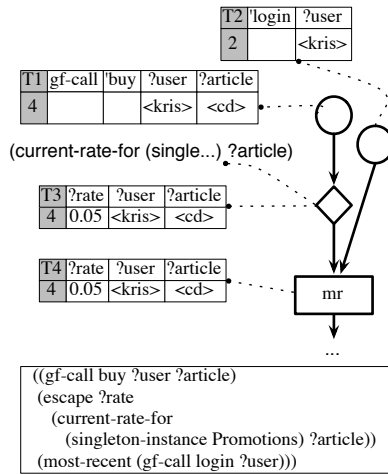 T2 'login ?user
2 <kris>
T1 gf-call 'buy ?user ?article
4 <kris> <cd>
(current-rate-for (single...) ?article)
T3 ?rate ?user ?article
4 0.05 <kris> <cd>
T4 ?rate ?user ?article
4 0.05 <kris> <cd>
mr
...
((gf-call buy ?user ?article)
(escape ?rate
(current-rate-for
(singleton-instance Promotions) ?article))
(most-recent (gf-call login ?user)))